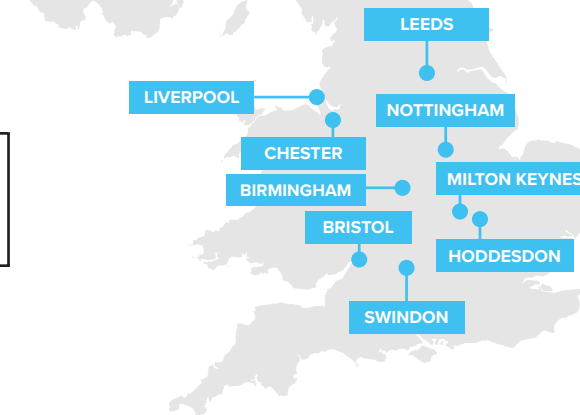 LEEDS
LIVERPOOL
NOTTINGHAM
CHESTER
BIRMINGHAM
MILTON KEYNES
BRISTOL
HODDESDON
SWINDON